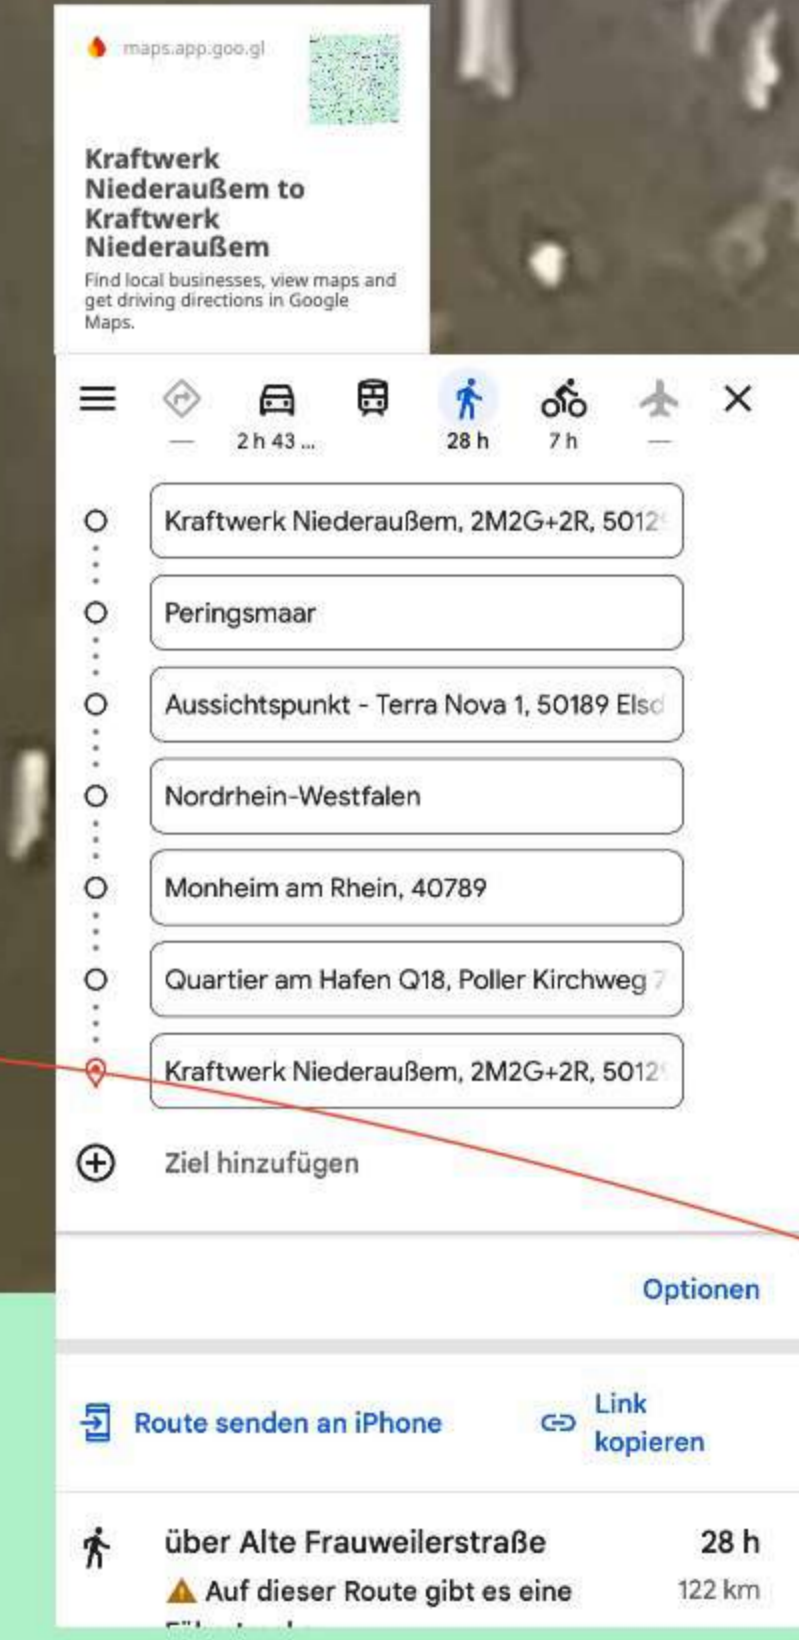 maps.app.goo.gl
Kraftwerk
Niederaußem to
Kraftwerk
Niederaußem
Find local businesses, view maps and
get driving directions in Google
Maps.
2 h 43 ...
28 h
7 h
Kraftwerk Niederaußem, 2M2G+2R, 5012
Peringsmaar
Aussichtspunkt - Terra Nova 1, 50189 Elsd
Nordrhein-Westfalen
Monheim am Rhein, 40789
Quartier am Hafen Q18, Poller Kirchweg 7
Kraftwerk Niederaußem, 2M2G+2R, 5012
Ziel hinzufügen
Optionen
Route senden an iPhone
Link
kopieren
über Alte Frauweilerstraße 28 h
Auf dieser Route gibt es eine 122 km